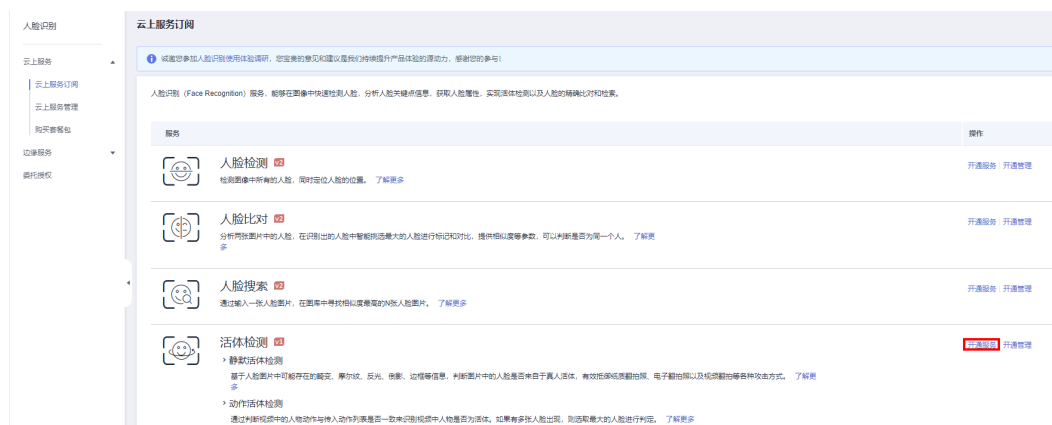 人脸识别
云上服务
云上服务订阅
云上服务管理
购买套餐包
边缘服务
委托授权
云上服务订阅
诚邀您参加人脸识别使用体验调研，您宝贵的意见和建议是我们持续提升产品体验的源动力，感谢您的参与！
人脸识别（Face Recognition）服务，能够在图像中快速检测人脸，分析人脸关键点信息，获取人脸属性，实现活体检测以及人脸的精确比对和检索。
服务 操作
人脸检测 v2
检测图像中所有的人脸，同时定位人脸的位置。 了解更多
开通服务 开通管理
人脸比对 v2
分析两张图片中的人脸，在识别出的人脸中智能挑选最大的人脸进行标记和对比，提供相似度等参数，可以判断是否为同一个人。 了解更
多
开通服务 开通管理
人脸搜索 v2
通过输入一张人脸图片，在图库中寻找相似度最高的N张人脸图片。 了解更多
开通服务 开通管理
活体检测 v1
开通服务 开通管理
静默活体检测
基于人脸图片中可能存在的畸变、摩尔纹、反光、倒影、边框等信息，判断图片中的人脸是否来自于真人活体，有效抵御纸质翻拍照、电子翻拍照以及视频翻拍等各种攻击方式。 了解更
多
动作活体检测
通过判断视频中的人物动作与传入动作列表是否一致来识别视频中人物是否为活体。如果有多张人脸出现，则选取最大的人脸进行判定。 了解更多